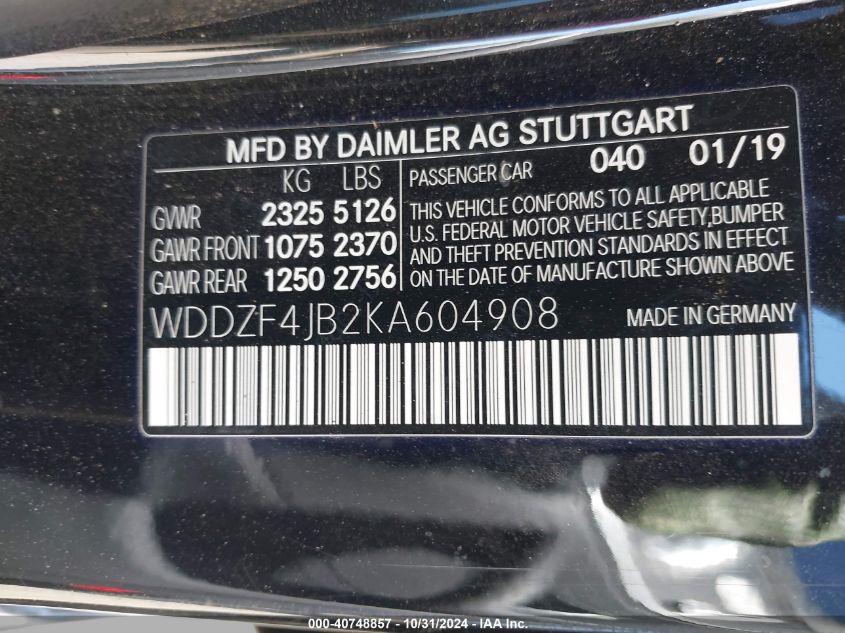 MFD BY DAIMLER AG STUTTGART
KG LBS PASSENGER CAR 040 01/19
GVWR 2325 5126 THIS VEHICLE CONFORMS TO ALL APPLICABLE
GAWR FRONT 1075 2370 U.S. FEDERAL MOTOR VEHICLE SAFETY,BUMPER
GAWR REAR 1250 2756 AND THEFT PREVENTION STANDARDS IN EFFECT
ON THE DATE OF MANUFACTURE SHOWN ABOVE
WDDZF4JB2KA604908 MADE IN GERMANY
000-40748857 - 10/31/2024 - IAA Inc.